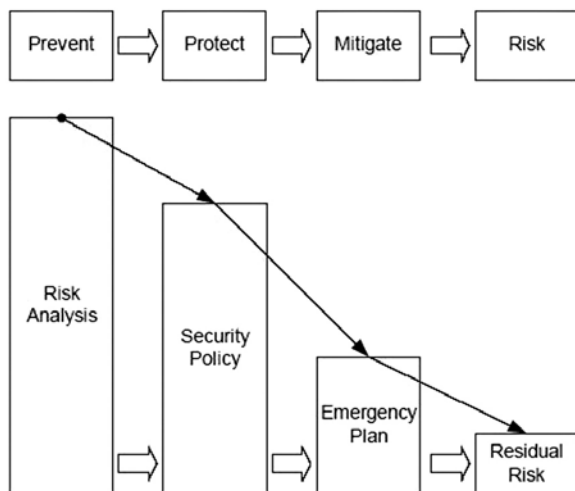 Prevent
Protect
Mitigate
Risk
Risk
Analysis
Security
Policy
Emergency
Plan
Residual
Risk